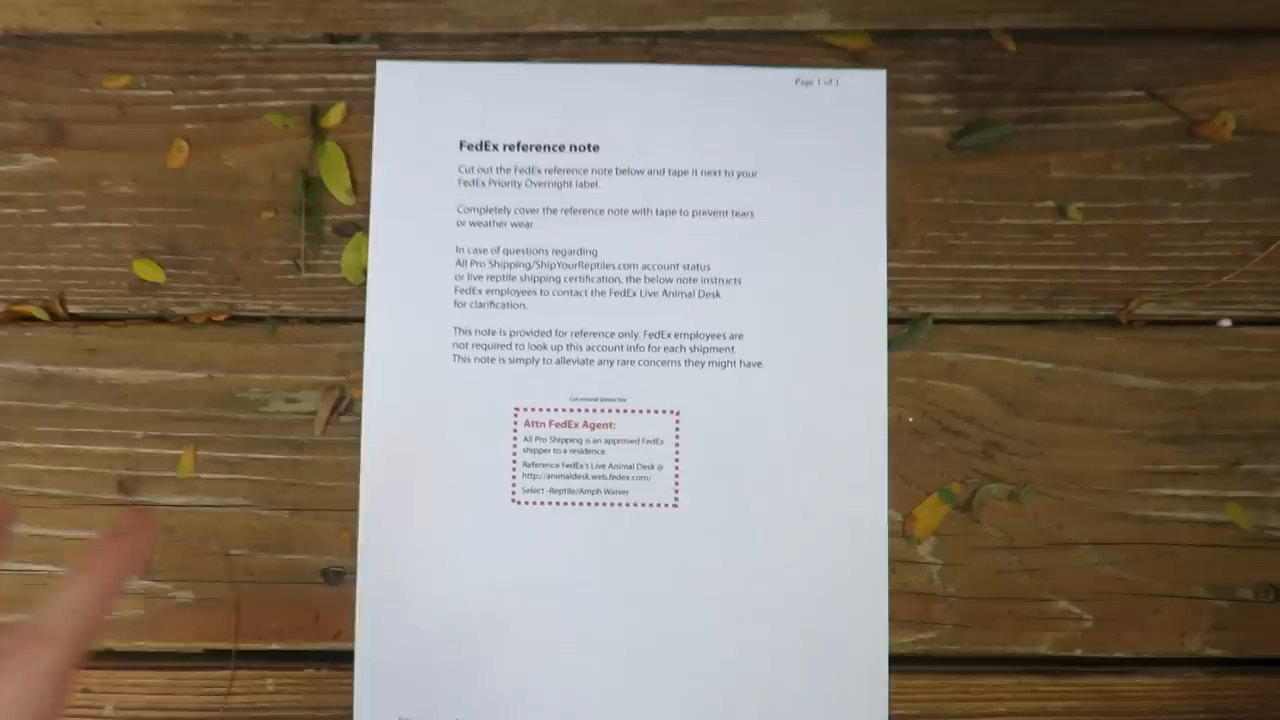 Page 1 of 1
FedEx reference note
Cut out the FedEx reference note below and tape it next to your
FedEx Priority Overnight label.
Completely cover the reference note with tape to prevent tears
or weather wear
In case of questions regarding
All Pro Shipping/ShipYourReptiles.com account status
or live reptile shipping certification, the below note instructs
FedEx employees to contact the FedEx Live Animal Desk
for clarification.
This note is provided for reference only. FedEx employees are
not required to look up this account info for each shipment
This note is simply to alleviate any rare concerns they might have.
Attn FedEx Agent:
All Pro Shipping is an approved FedEx
shipper to a residence.
Reference FedEx's Live Animal Desk @
http://animaldesk.web.fedex.com/
Select -Reptile/Amph Waiver